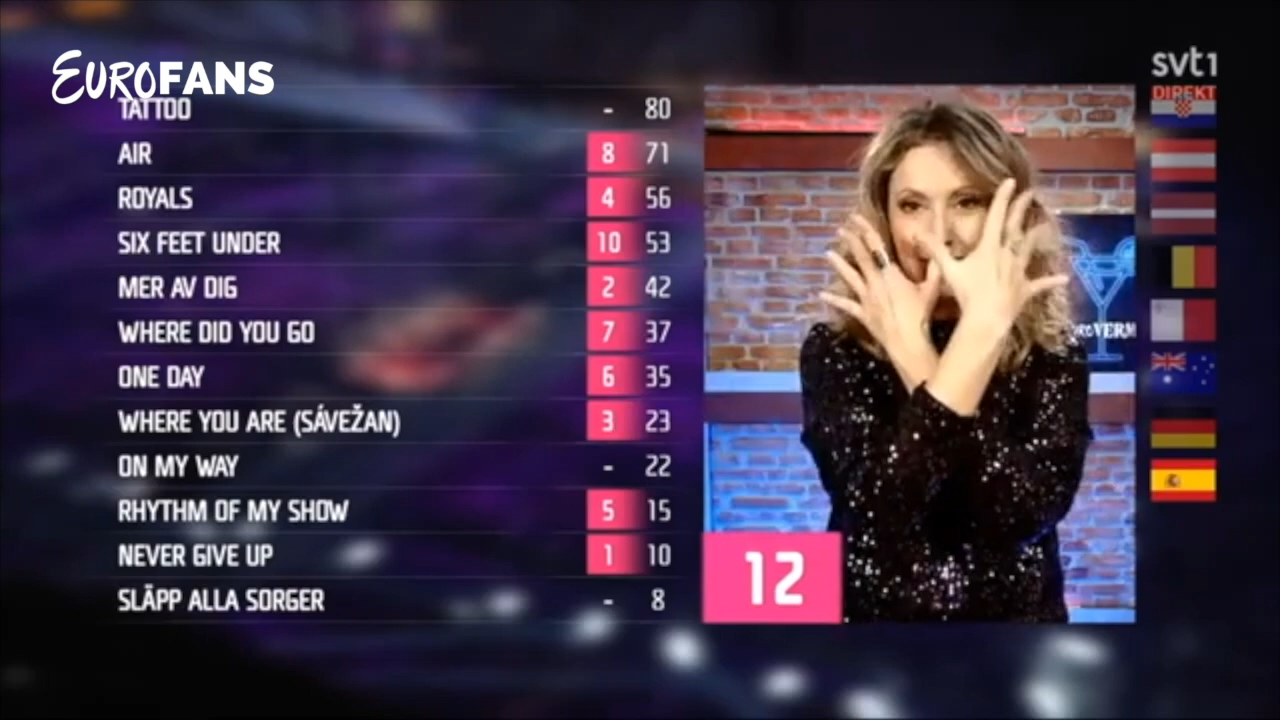 EUROFANS
svt1
DIREKT
TATTOO - 80
AIR 8 71
ROYALS 4 56
SIX FEET UNDER 10 53
MER AV DIG 2 42
WHERE DID YOU GO 7 37
ONE DAY 6 35
WHERE YOU ARE (SÁVEŽAN) 3 23
ON MY WAY - 22
RHYTHM OF MY SHOW 5 15
NEVER GIVE UP 1 10
SLÄPP ALLA SORGER - 8
12